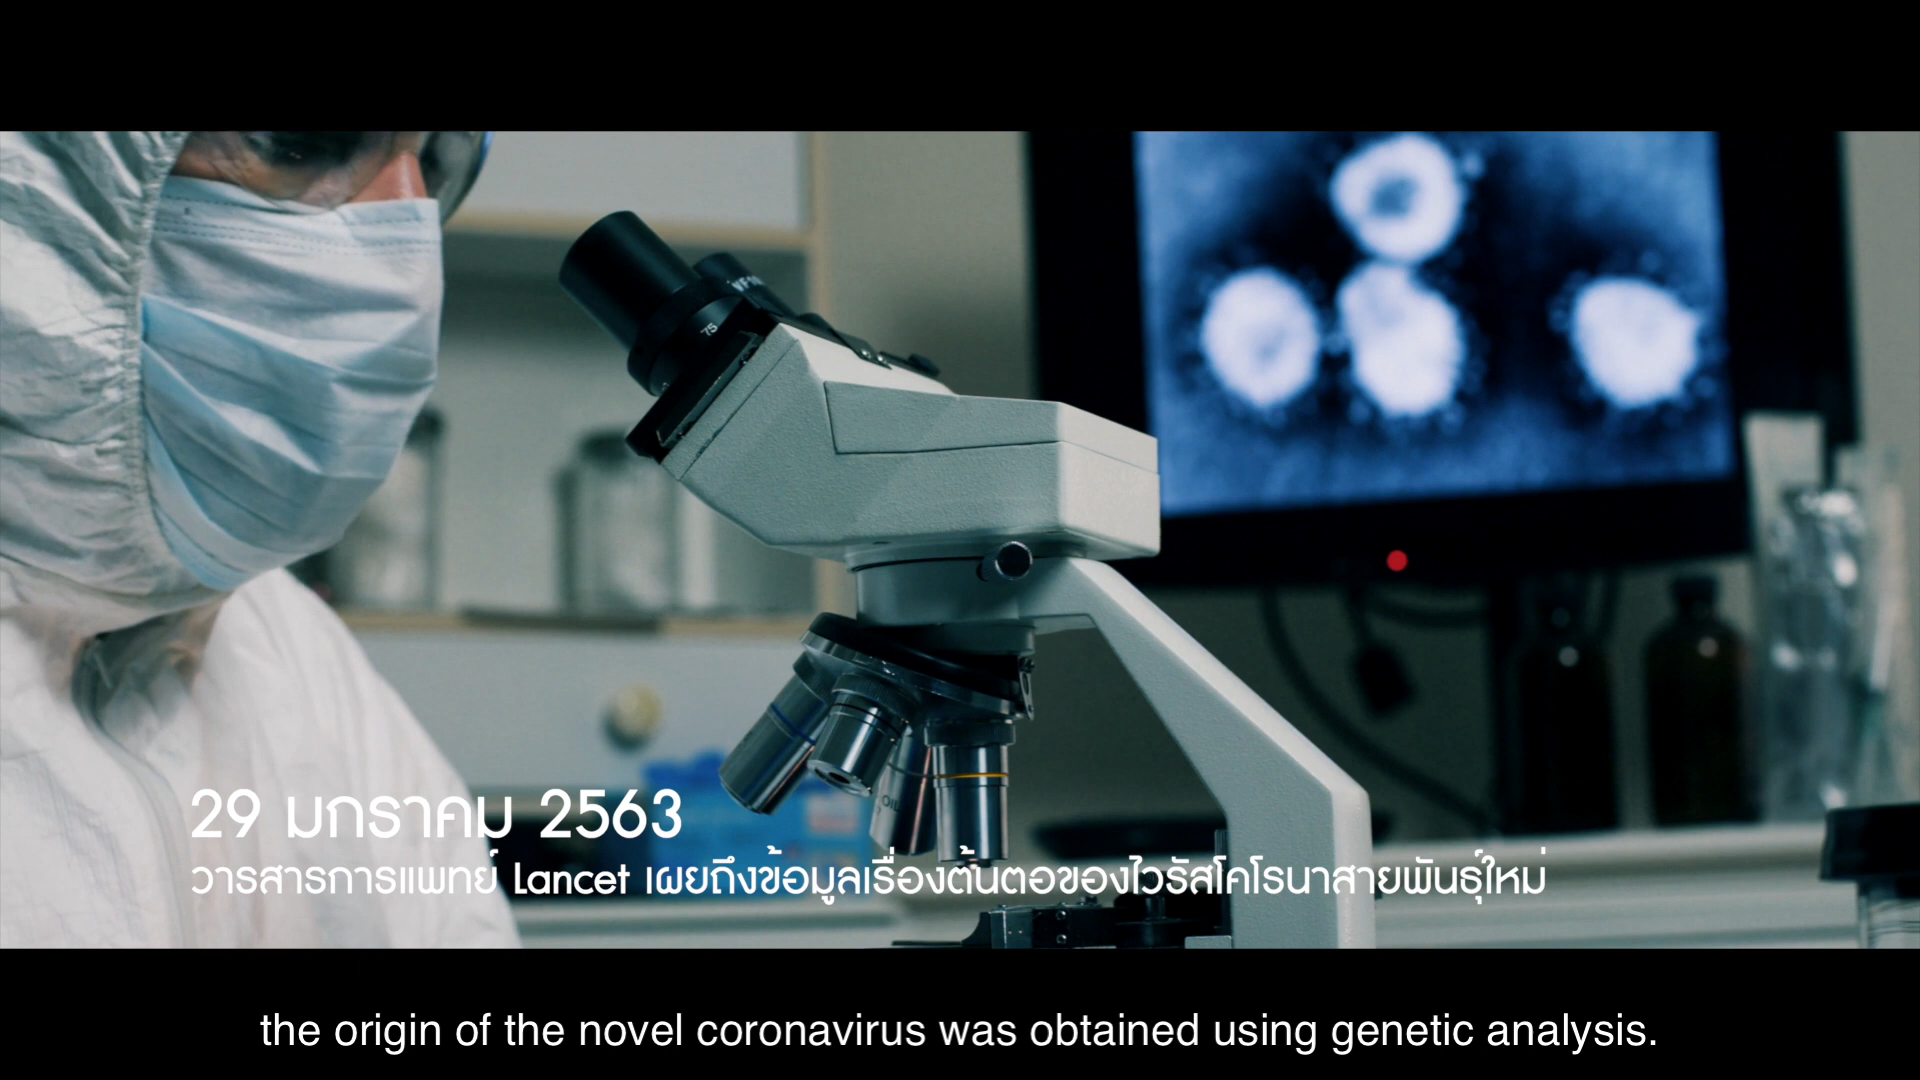 75
29 มกราคม 2563
วารสารการแพทย์ Lancet เผยถึงข้อมูลเรื่องต้นตอของไวรัสโคโรนาสายพันธุ์ใหม่
the origin of the novel coronavirus was obtained using genetic analysis.